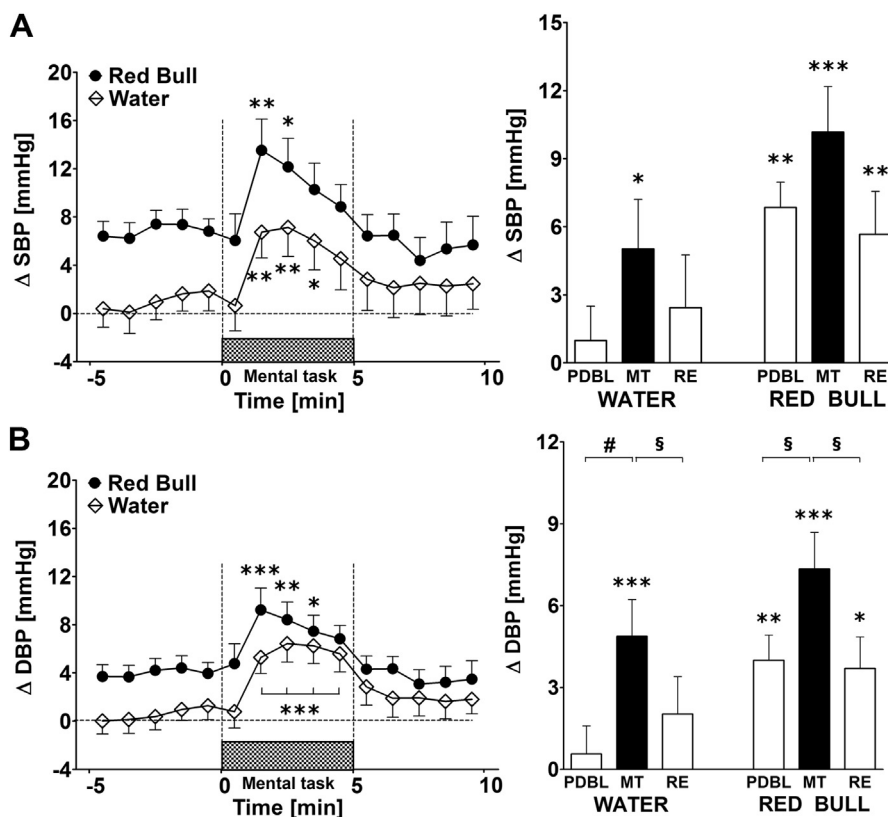 A
20
16
12
8
4
0
-4
Δ SBP [mmHg]
Red Bull
Water
**
*
**
**
*
Mental task
-5
0
5
10
Time [min]
15
12
9
6
3
0
Δ SBP [mmHg]
*
**
***
**
PDBL MT RE
PDBL MT RE
WATER
RED BULL
B
20
16
12
8
4
0
-4
Δ DBP [mmHg]
Red Bull
Water
***
**
*
***
Mental task
-5
0
5
10
Time [min]
12
9
6
3
0
Δ DBP [mmHg]
#
§
§
§
***
**
***
*
PDBL MT RE
PDBL MT RE
WATER
RED BULL